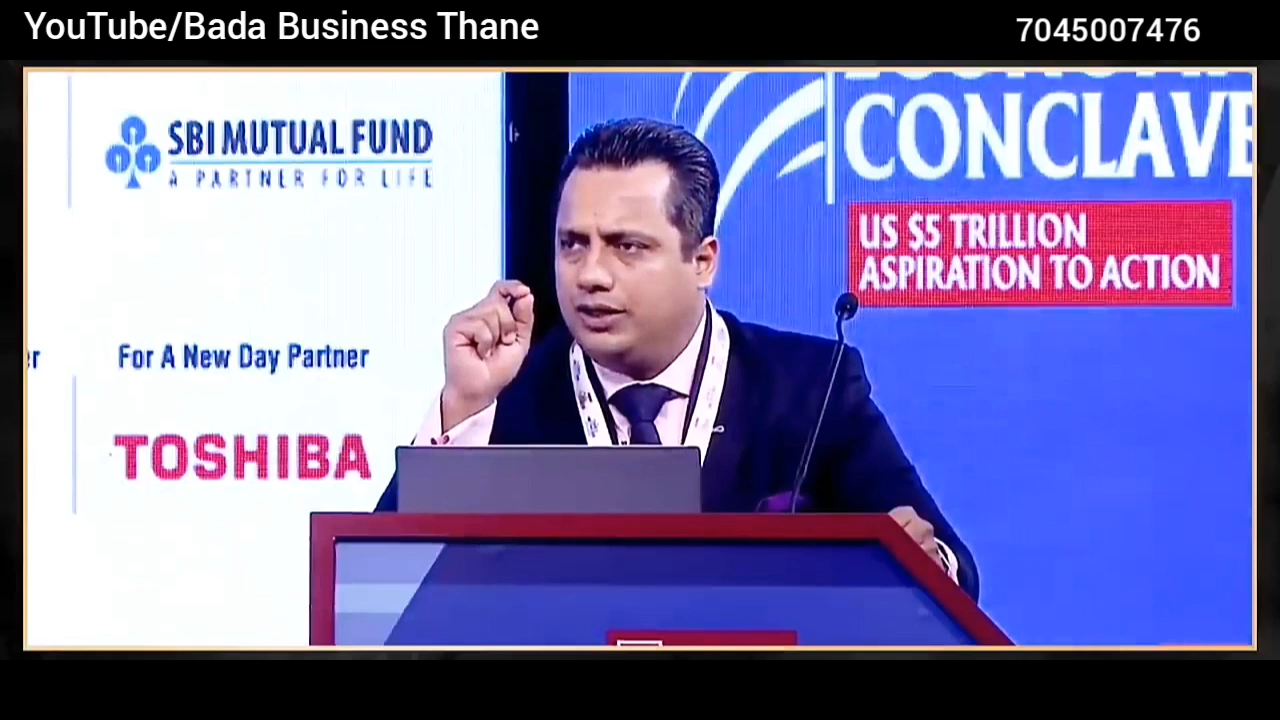 YouTube/Bada Business Thane
7045007476
SBI MUTUAL FUND
A PARTNER FOR LIFE
For A New Day Partner
TOSHIBA
CONCLAVE
US $5 TRILLION
ASPIRATION TO ACTION